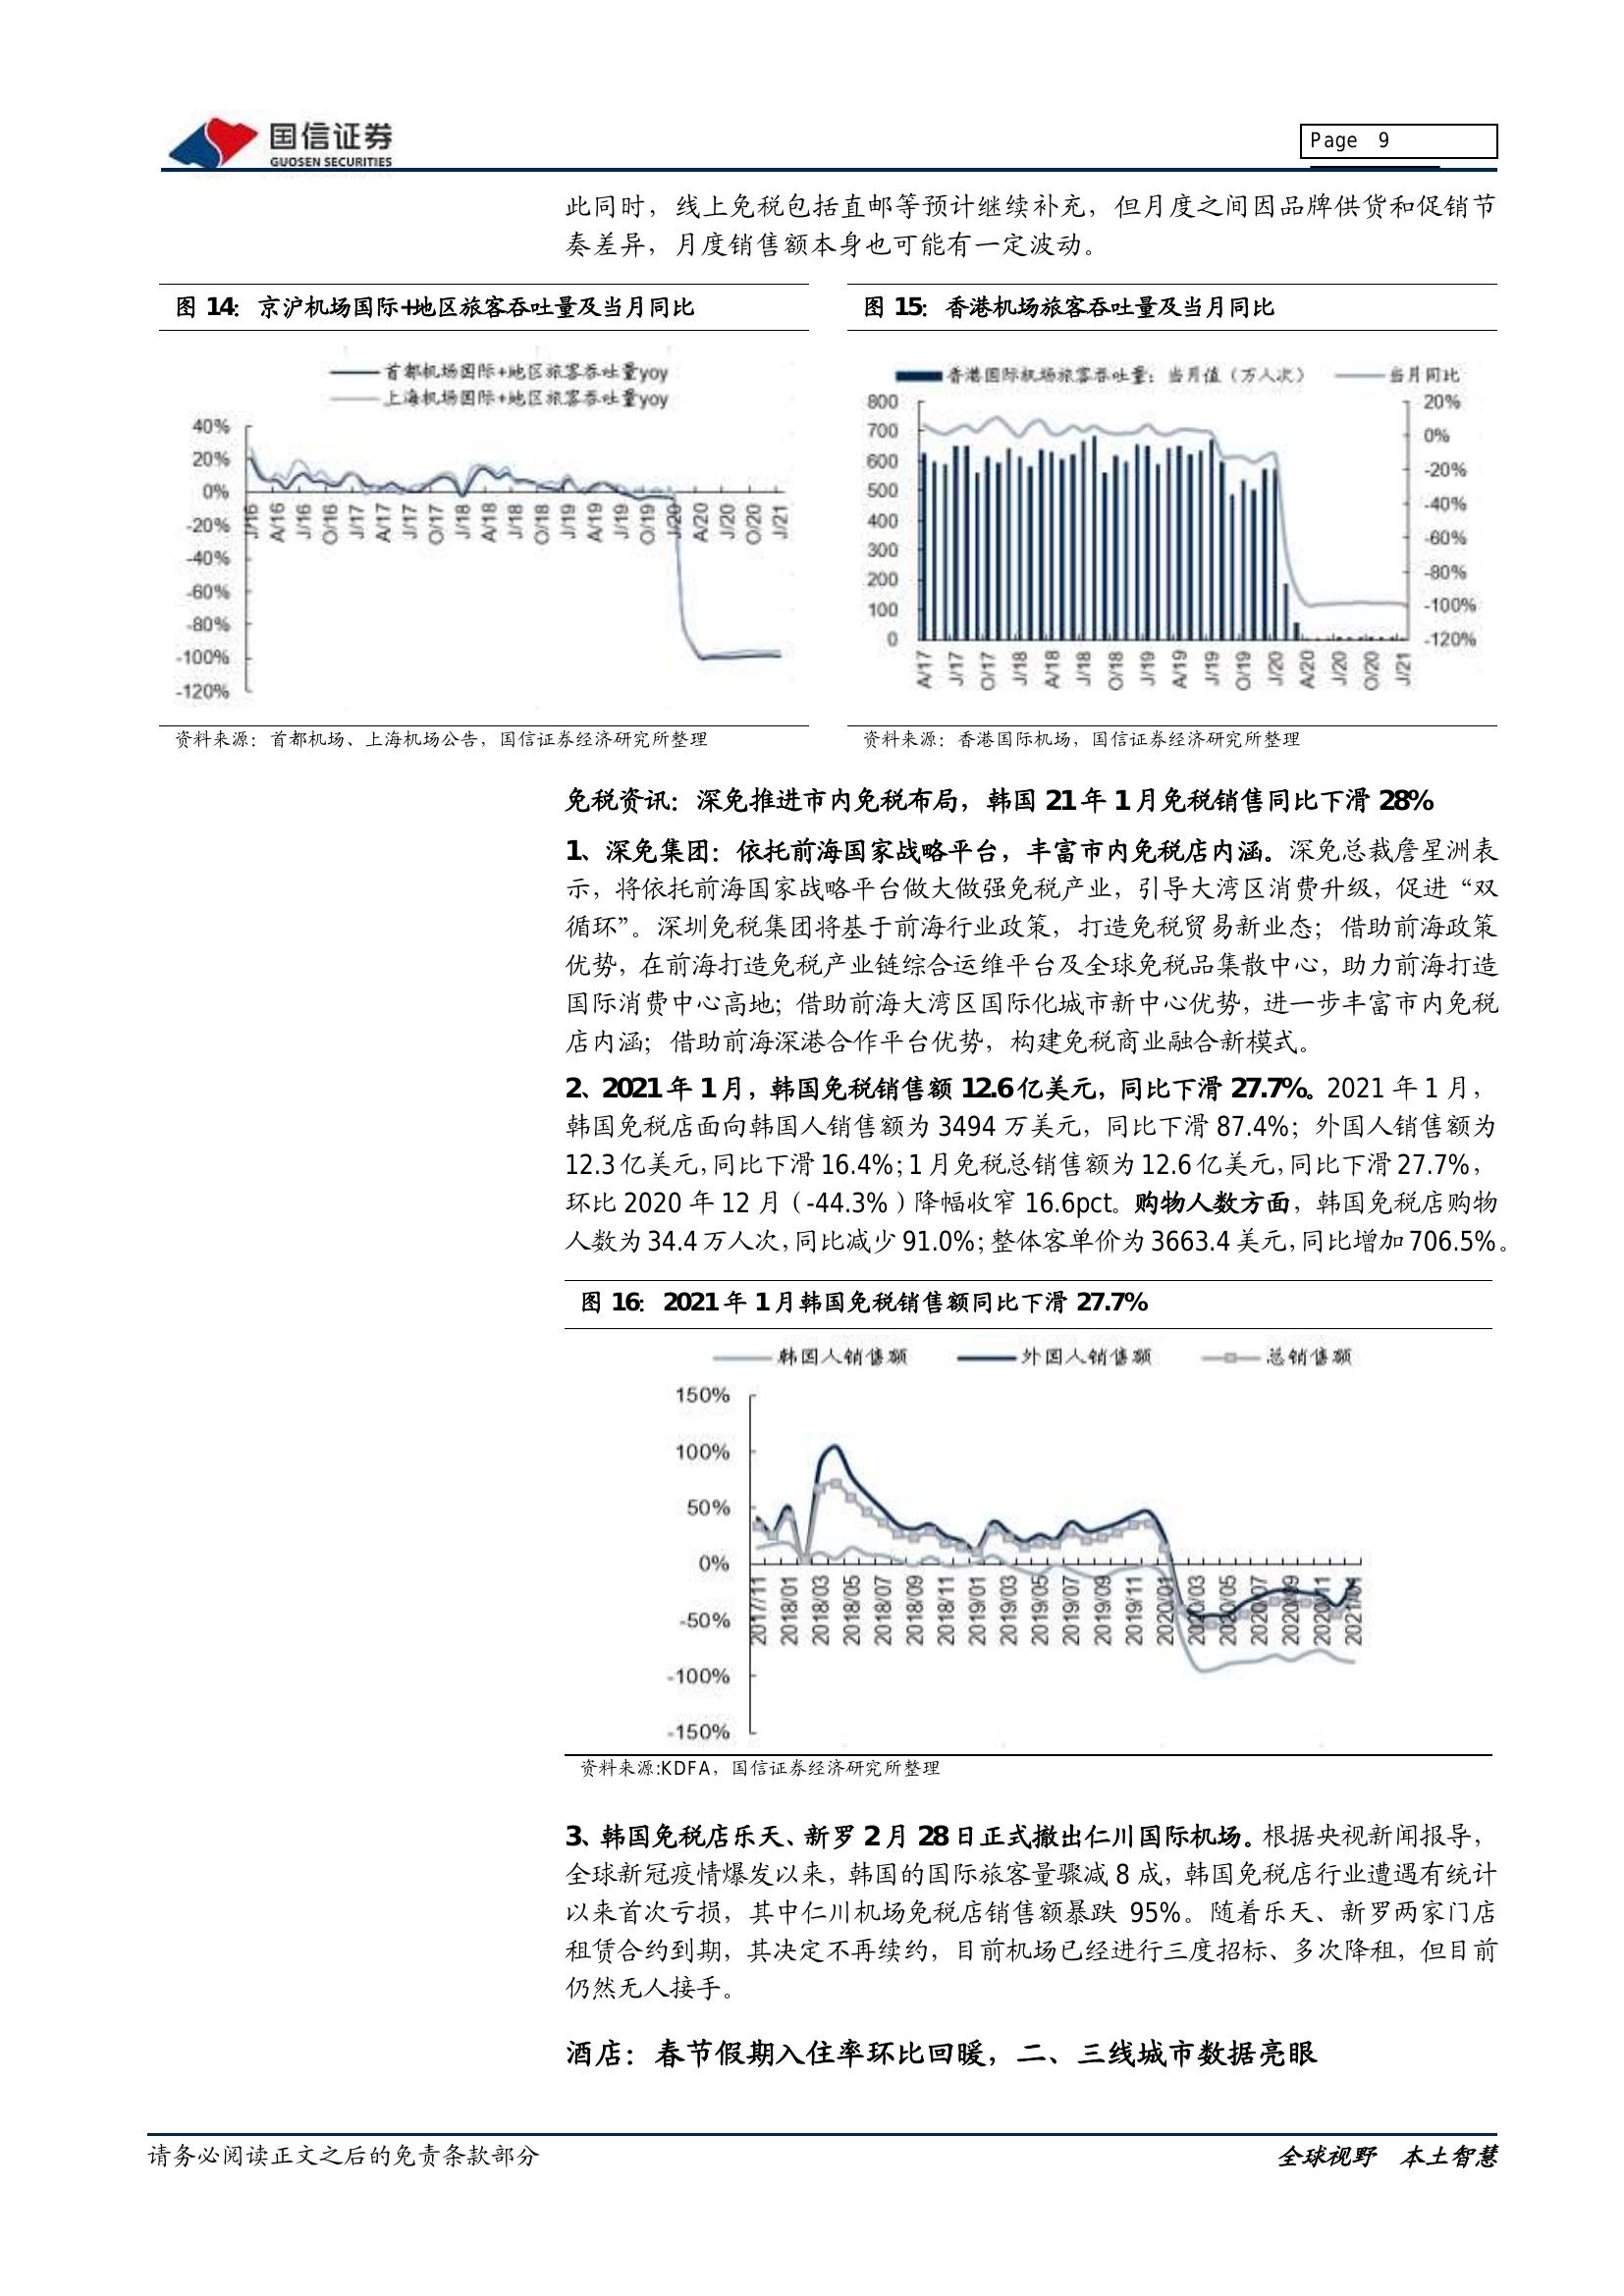 国信证券
GUOSEN SECURITIES
Page 9
此同时，线上免税包括直邮等预计继续补充，但月度之间因品牌供货和促销节
奏差异，月度销售额本身也可能有一定波动。
图 14：京沪机场国际+地区旅客吞吐量及当月同比
首都机场国际+地区旅客吞吐量yoy
上海机场国际+地区旅客吞吐量yoy
40%
20%
0%
-20%
-40%
-60%
-80%
-100%
-120%
J/16 A/16 J/16 O/16 J/17 A/17 J/17 O/17 J/18 A/18 J/18 O/18 J/19 A/19 J/19 O/19 J/20 A/20 J/20 O/20 J/21
资料来源：首都机场、上海机场公告，国信证券经济研究所整理
图 15：香港机场旅客吞吐量及当月同比
香港国际机场旅客吞吐量：当月值（万人次） 当月同比
800
700
600
500
400
300
200
100
0
20%
0%
-20%
-40%
-60%
-80%
-100%
-120%
A/17 J/17 O/17 J/18 A/18 J/18 O/18 J/19 A/19 J/19 O/19 J/20 A/20 J/20 O/20 J/21
资料来源：香港国际机场，国信证券经济研究所整理
免税资讯：深免推进市内免税布局，韩国 21 年 1 月免税销售同比下滑 28%
1、深免集团：依托前海国家战略平台，丰富市内免税店内涵。深免总裁詹星洲表
示，将依托前海国家战略平台做大做强免税产业，引导大湾区消费升级，促进“双
循环”。深圳免税集团将基于前海行业政策，打造免税贸易新业态；借助前海政策
优势，在前海打造免税产业链综合运维平台及全球免税品集散中心，助力前海打造
国际消费中心高地；借助前海大湾区国际化城市新中心优势，进一步丰富市内免税
店内涵；借助前海深港合作平台优势，构建免税商业融合新模式。
2、2021 年 1 月，韩国免税销售额 12.6 亿美元，同比下滑 27.7%。2021 年 1 月，
韩国免税店面向韩国人销售额为 3494 万美元，同比下滑 87.4%；外国人销售额为
12.3 亿美元，同比下滑 16.4%；1 月免税总销售额为 12.6 亿美元，同比下滑 27.7%，
环比 2020 年 12 月（-44.3%）降幅收窄 16.6pct。购物人数方面，韩国免税店购物
人数为 34.4 万人次，同比减少 91.0%；整体客单价为 3663.4 美元，同比增加 706.5%。
图 16：2021 年 1 月韩国免税销售额同比下滑 27.7%
韩国人销售额 外国人销售额 总销售额
150%
100%
50%
0%
-50%
-100%
-150%
2017/11 2018/01 2018/03 2018/05 2018/07 2018/09 2018/11 2019/01 2019/03 2019/05 2019/07 2019/09 2019/11 2020/01 2020/03 2020/05 2020/07 2020/09 2020/11 2021/01
资料来源:KDFA，国信证券经济研究所整理
3、韩国免税店乐天、新罗 2 月 28 日正式撤出仁川国际机场。根据央视新闻报导，
全球新冠疫情爆发以来，韩国的国际旅客量骤减 8 成，韩国免税店行业遭遇有统计
以来首次亏损，其中仁川机场免税店销售额暴跌 95%。随着乐天、新罗两家门店
租赁合约到期，其决定不再续约，目前机场已经进行三度招标、多次降租，但目前
仍然无人接手。
酒店：春节假期入住率环比回暖，二、三线城市数据亮眼
请务必阅读正文之后的免责条款部分
全球视野 本土智慧